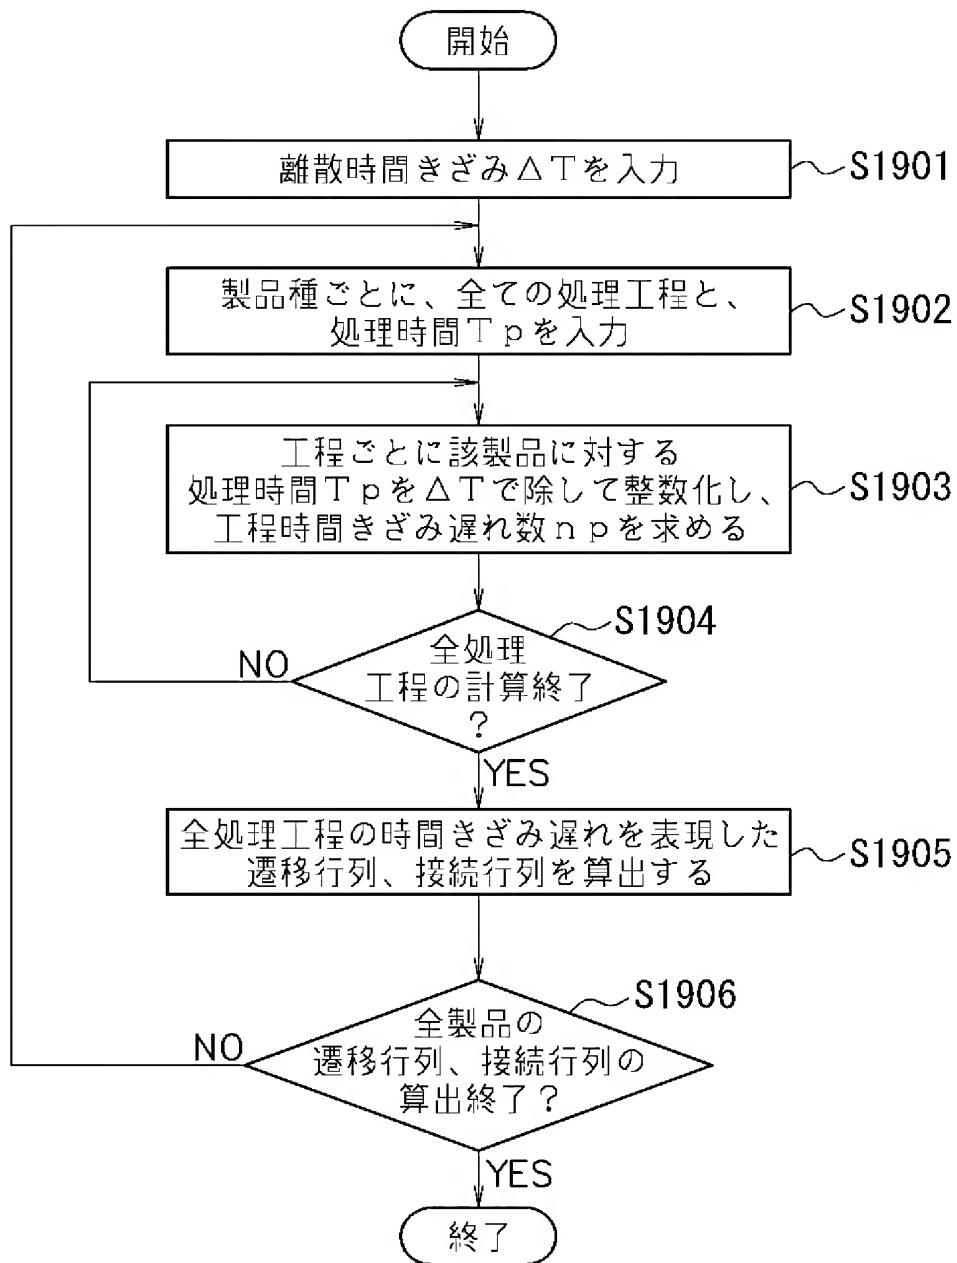 開始
離散時間きざみΔTを入力
S1901
製品種ごとに、全ての処理工程と、
処理時間Tpを入力
S1902
工程ごとに該製品に対する
処理時間TpをΔTで除して整数化し、
工程時間きざみ遅れ数npを求める
S1903
S1904
全処理
工程の計算終了
?
NO
YES
全処理工程の時間きざみ遅れを表現した
遷移行列、接続行列を算出する
S1905
S1906
全製品の
遷移行列、接続行列の
算出終了?
NO
YES
終了